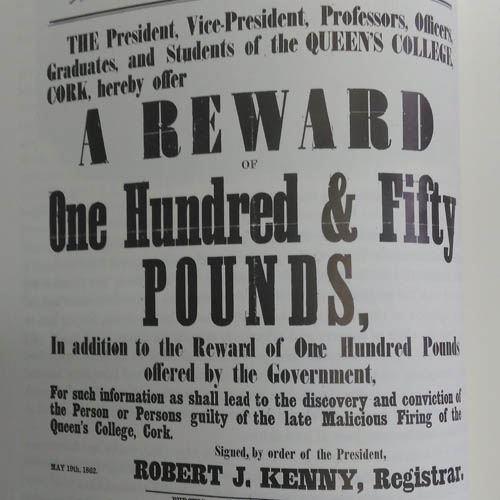 THE President, Vice-President, Professors, Officers,
Graduates, and Students of the QUEEN'S COLLEGE,
CORK, hereby offer
A REWARD
OF
One Hundred & Fifty
POUNDS,
In addition to the Reward of One Hundred Pounds
offered by the Government,
For such information as shall lead to the discovery and conviction of
the Person or Persons guilty of the late Malicious Firing of the
Queen's College, Cork.
Signed, by order of the President,
MAY 19th, 1862.
ROBERT J. KENNY, Registrar.